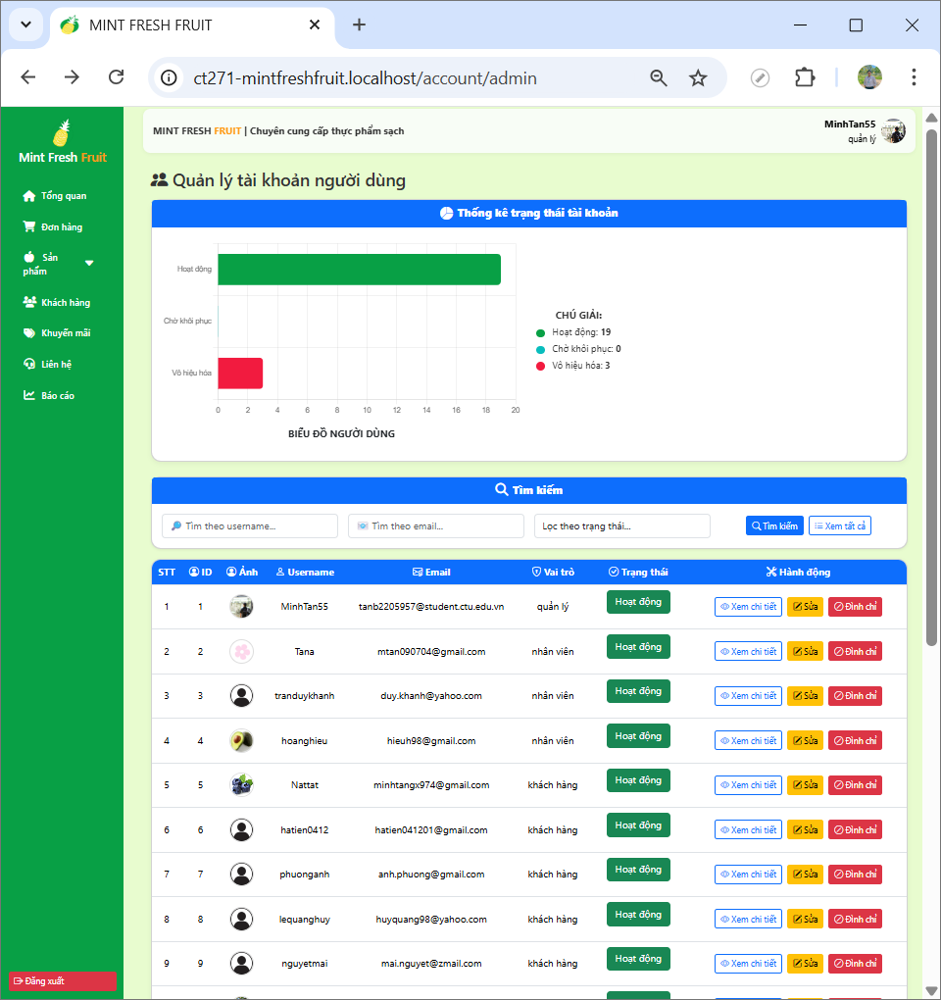 MINT FRESH FRUIT
ct271-mintfreshfruit.localhost/account/admin
Mint Fresh Fruit
Tổng quan
Đơn hàng
Sản phẩm
Khách hàng
Khuyến mãi
Liên hệ
Báo cáo
Đăng xuất
MINT FRESH FRUIT | Chuyên cung cấp thực phẩm sạch
MinhTan55
quản lý
Quản lý tài khoản người dùng
Thống kê trạng thái tài khoản
Hoạt động
Chờ khôi phục
Vô hiệu hóa
0 2 4 6 8 10 12 14 16 18 20
BIỂU ĐỒ NGƯỜI DÙNG
CHÚ GIẢI:
Hoạt động: 19
Chờ khôi phục: 0
Vô hiệu hóa: 3
Tìm kiếm
Tìm theo username... Tìm theo email... Lọc theo trạng thái... Tìm kiếm Xem tất cả
STT ID Ảnh Username Email Vai trò Trạng thái Hành động
1 1 MinhTan55 tanb2205957@student.ctu.edu.vn quản lý Hoạt động Xem chi tiết Sửa Đình chỉ
2 2 Tana mtan090704@gmail.com nhân viên Hoạt động Xem chi tiết Sửa Đình chỉ
3 3 tranduykhanh duy.khanh@yahoo.com nhân viên Hoạt động Xem chi tiết Sửa Đình chỉ
4 4 hoanghieu hieuh98@gmail.com nhân viên Hoạt động Xem chi tiết Sửa Đình chỉ
5 5 Nattat minhtangx974@gmail.com khách hàng Hoạt động Xem chi tiết Sửa Đình chỉ
6 6 hatien0412 hatien041201@gmail.com khách hàng Hoạt động Xem chi tiết Sửa Đình chỉ
7 7 phuonganh anh.phuong@gmail.com khách hàng Hoạt động Xem chi tiết Sửa Đình chỉ
8 8 lequanghuy huyquang98@yahoo.com khách hàng Hoạt động Xem chi tiết Sửa Đình chỉ
9 9 nguyetmai mai.nguyet@zmail.com khách hàng Hoạt động Xem chi tiết Sửa Đình chỉ